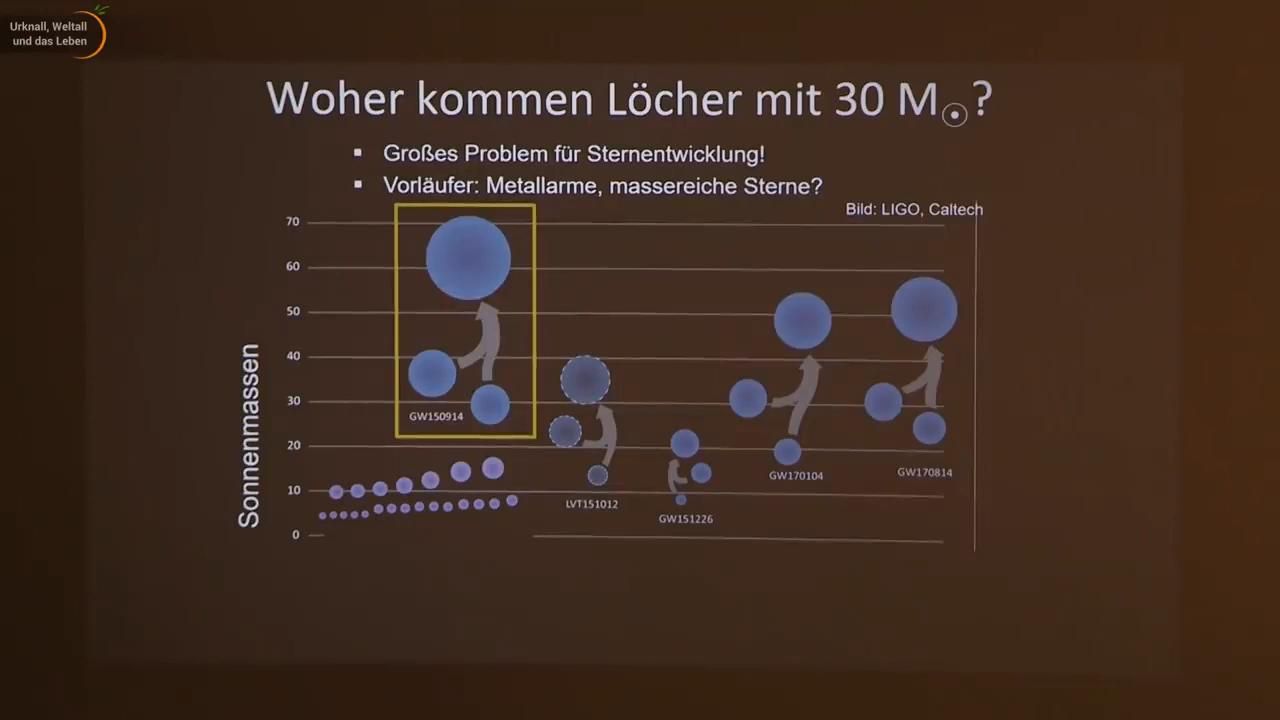 Urknall, Weltall
und das Leben
Woher kommen Löcher mit 30 M☉?
▪ Großes Problem für Sternentwicklung!
▪ Vorläufer: Metallarme, massereiche Sterne?
Bild: LIGO, Caltech
Sonnenmassen
70
60
50
40
30
20
10
0
GW150914
LVT151012
GW151226
GW170104
GW170814